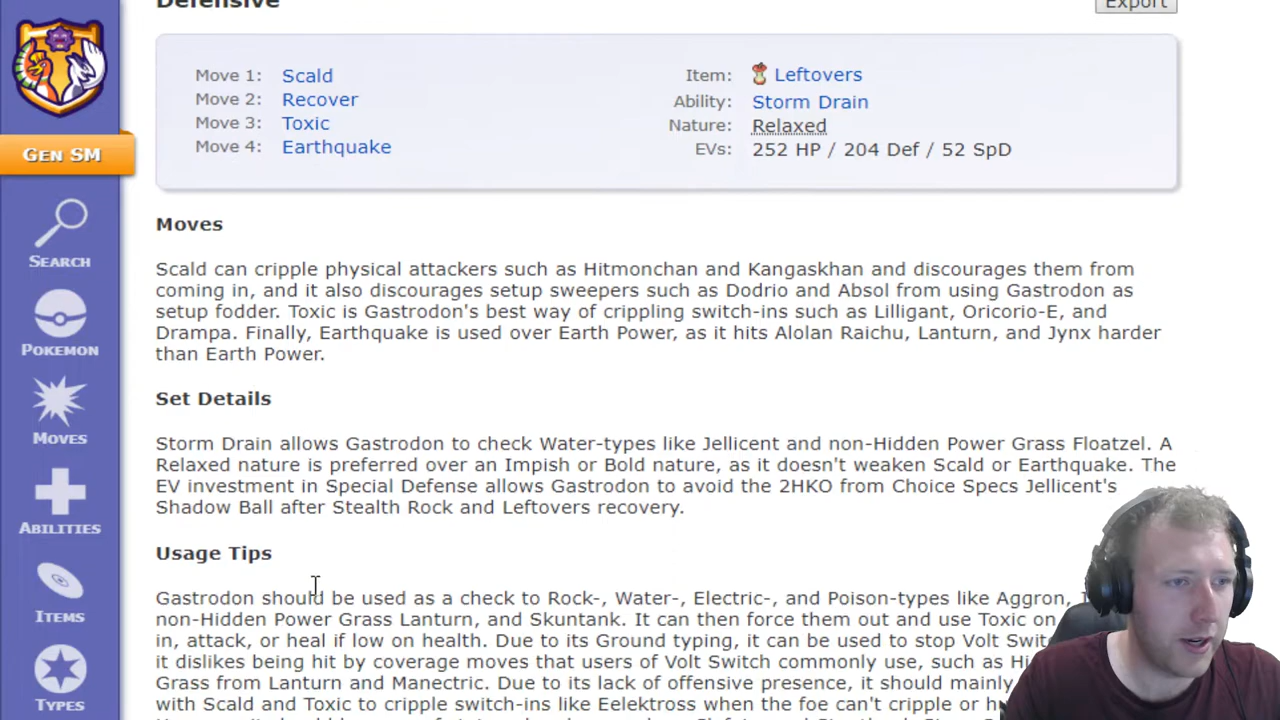 Defensive
Export
Move 1: Scald
Item: Leftovers
Move 2: Recover
Ability: Storm Drain
Move 3: Toxic
Nature: Relaxed
Move 4: Earthquake
EVs: 252 HP / 204 Def / 52 SpD
GEN SM
SEARCH
POKEMON
MOVES
ABILITIES
ITEMS
TYPES
Moves
Scald can cripple physical attackers such as Hitmonchan and Kangaskhan and discourages them from
coming in, and it also discourages setup sweepers such as Dodrio and Absol from using Gastrodon as
setup fodder. Toxic is Gastrodon's best way of crippling switch-ins such as Lilligant, Oricorio-E, and
Drampa. Finally, Earthquake is used over Earth Power, as it hits Alolan Raichu, Lanturn, and Jynx harder
than Earth Power.
Set Details
Storm Drain allows Gastrodon to check Water-types like Jellicent and non-Hidden Power Grass Floatzel. A
Relaxed nature is preferred over an Impish or Bold nature, as it doesn't weaken Scald or Earthquake. The
EV investment in Special Defense allows Gastrodon to avoid the 2HKO from Choice Specs Jellicent's
Shadow Ball after Stealth Rock and Leftovers recovery.
Usage Tips
Gastrodon should be used as a check to Rock-, Water-, Electric-, and Poison-types like Aggron,
non-Hidden Power Grass Lanturn, and Skuntank. It can then force them out and use Toxic on
in, attack, or heal if low on health. Due to its Ground typing, it can be used to stop Volt Switc
it dislikes being hit by coverage moves that users of Volt Switch commonly use, such as Hi
Grass from Lanturn and Manectric. Due to its lack of offensive presence, it should mainly
with Scald and Toxic to cripple switch-ins like Eelektross when the foe can't cripple or h